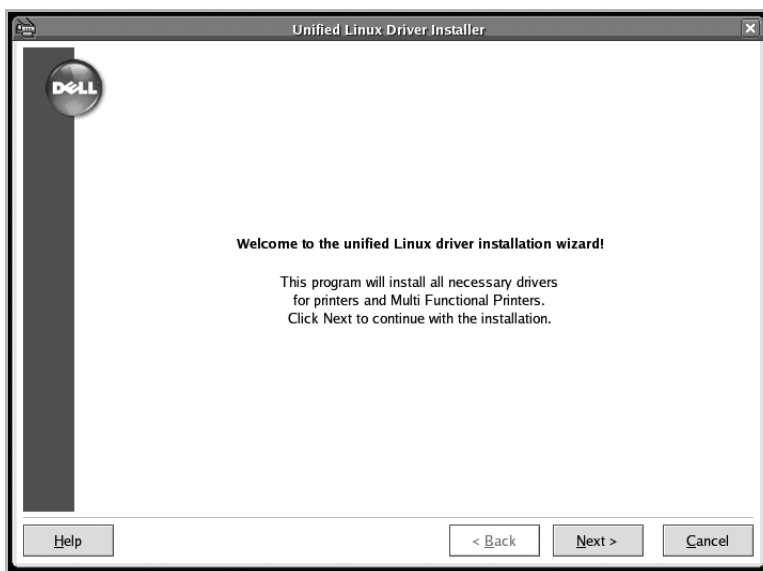 Unified Linux Driver Installer
DELL
Welcome to the unified Linux driver installation wizard!
This program will install all necessary drivers
for printers and Multi Functional Printers.
Click Next to continue with the installation.
Help
< Back
Next >
Cancel